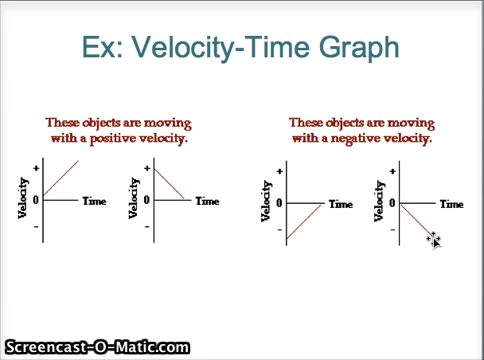 Ex: Velocity-Time Graph
These objects are moving
with a positive velocity.
These objects are moving
with a negative velocity.
+
Velocity
0
Time
-
+
Velocity
0
Time
-
+
Velocity
0
Time
-
+
Velocity
0
Time
-
Screencast-O-Matic.com